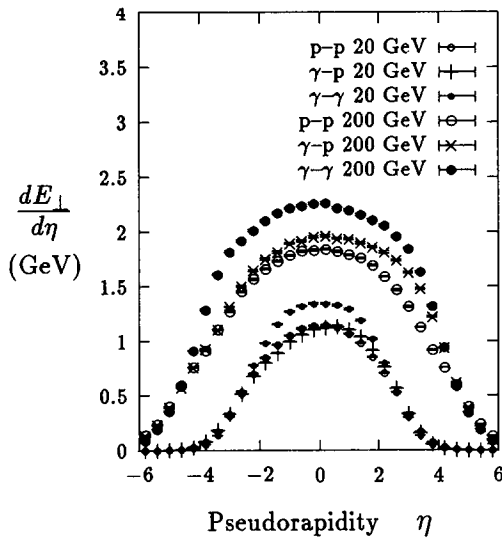 4
3.5
3
2.5
2
1.5
1
0.5
0
dE⊥
dη
(GeV)
p–p 20 GeV
γ–p 20 GeV
γ–γ 20 GeV
p–p 200 GeV
γ–p 200 GeV
γ–γ 200 GeV
−6 −4 −2 0 2 4 6
Pseudorapidity η